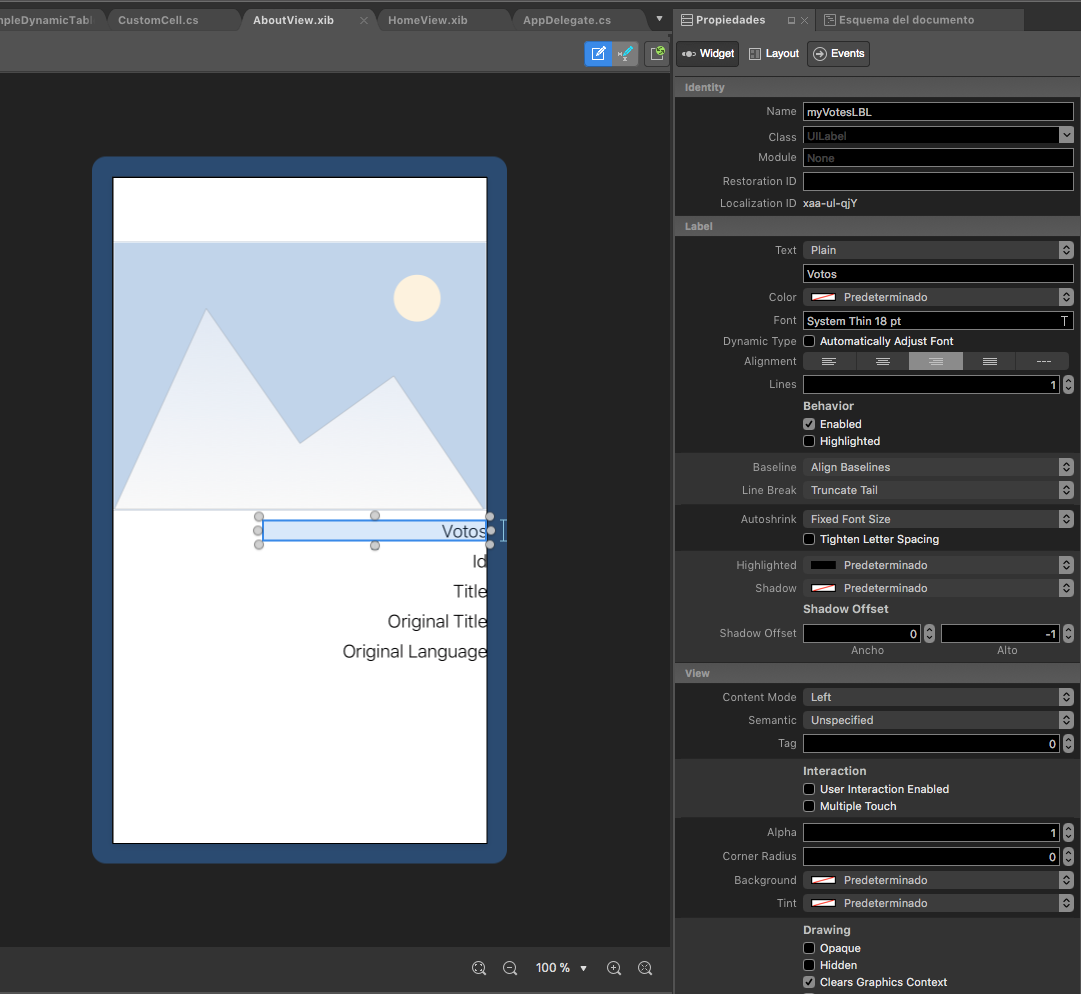 mpleDynamicTabl CustomCell.cs AboutView.xib HomeView.xib AppDelegate.cs
Propiedades Esquema del documento
Widget Layout Events
Identity
Name myVotesLBL
Class UILabel
Module None
Restoration ID
Localization ID xaa-ul-qjY
Label
Text Plain
Votos
Color Predeterminado
Font System Thin 18 pt T
Dynamic Type Automatically Adjust Font
Alignment
Lines 1
Behavior
Enabled
Highlighted
Baseline Align Baselines
Line Break Truncate Tail
Autoshrink Fixed Font Size
Tighten Letter Spacing
Highlighted Predeterminado
Shadow Predeterminado
Shadow Offset
Shadow Offset 0 -1
Ancho Alto
View
Content Mode Left
Semantic Unspecified
Tag 0
Interaction
User Interaction Enabled
Multiple Touch
Alpha 1
Corner Radius 0
Background Predeterminado
Tint Predeterminado
Drawing
Opaque
Hidden
Clears Graphics Context
Votos
Id
Title
Original Title
Original Language
100 %